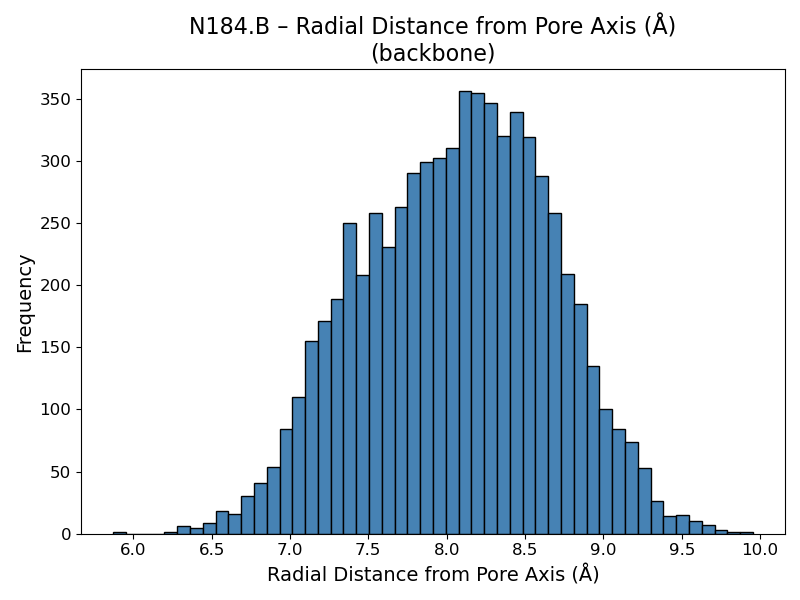 N184.B – Radial Distance from Pore Axis (Å)
(backbone)
350
300
250
200
150
100
50
0
Frequency
6.0 6.5 7.0 7.5 8.0 8.5 9.0 9.5 10.0
Radial Distance from Pore Axis (Å)